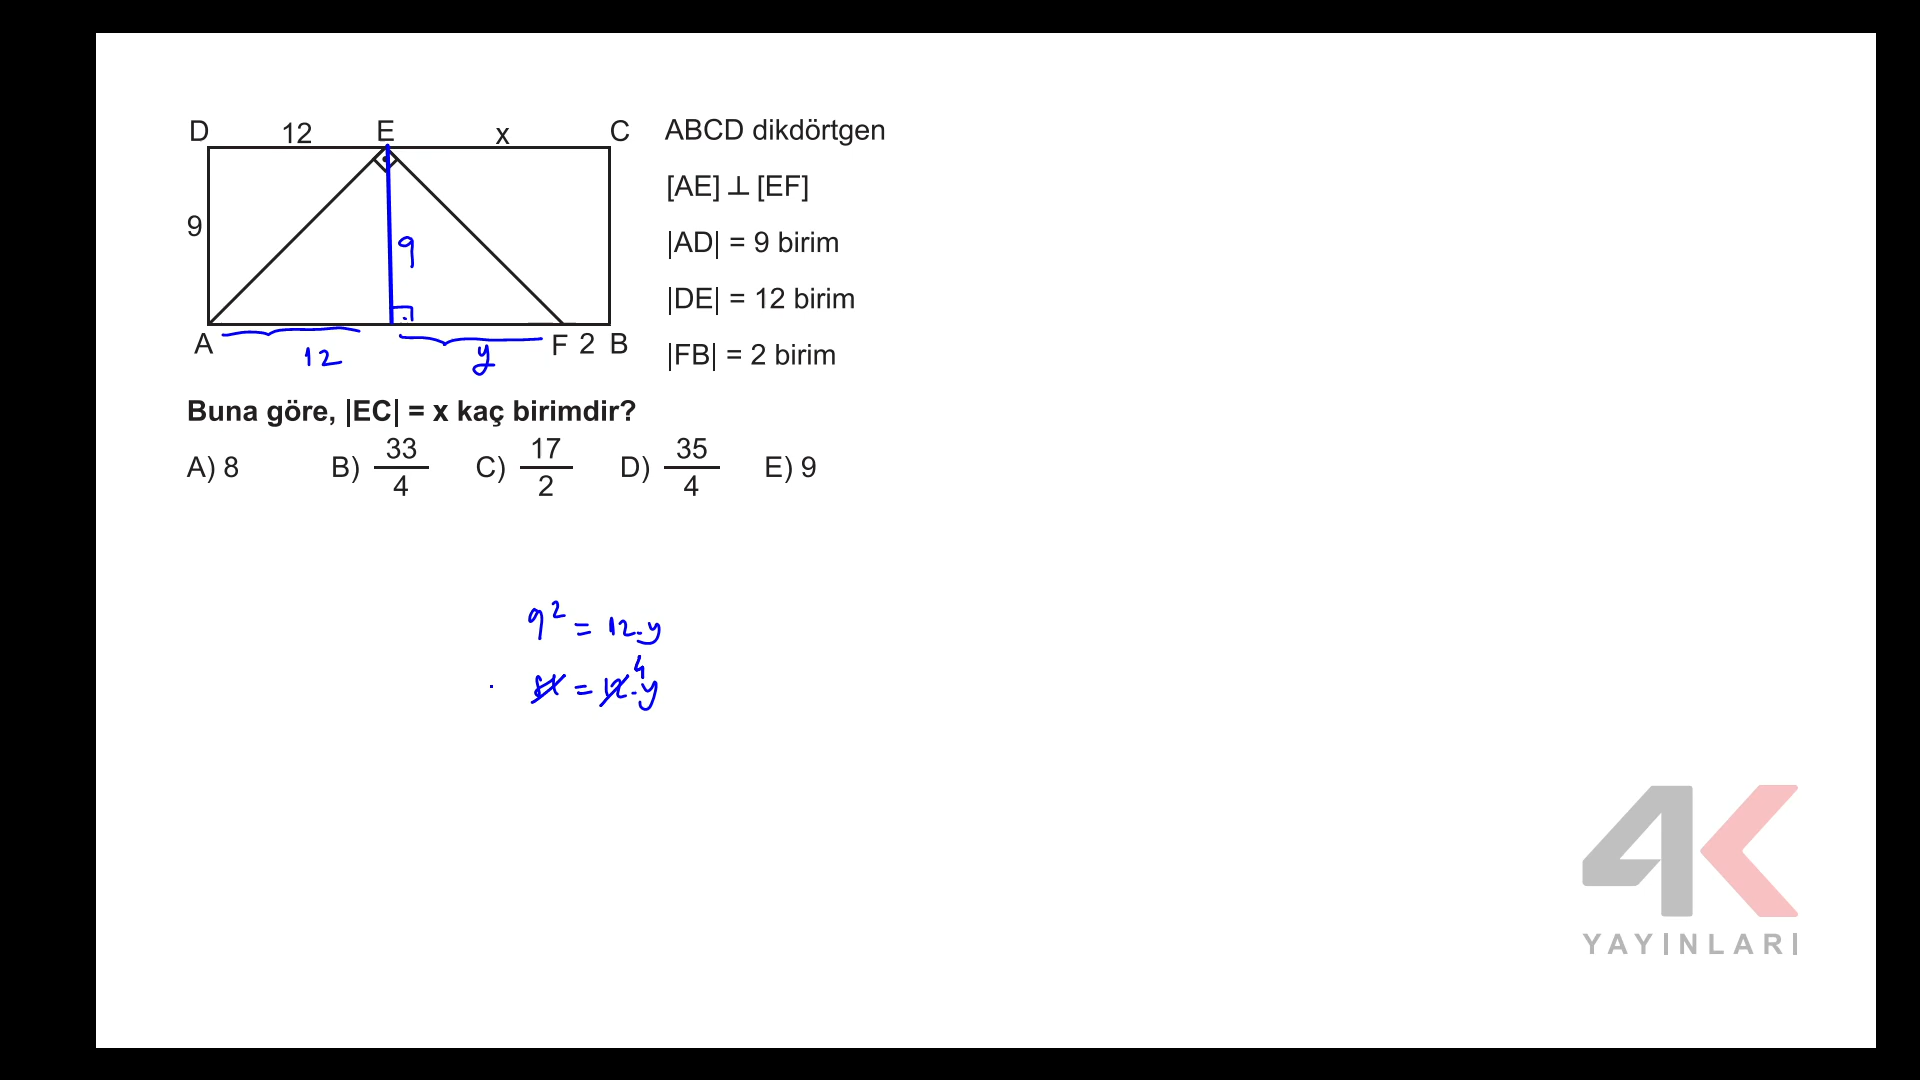 D 12 E x C
9
9
A F 2 B
12 y
ABCD dikdörtgen
[AE] ⊥ [EF]
|AD| = 9 birim
|DE| = 12 birim
|FB| = 2 birim
Buna göre, |EC| = x kaç birimdir?
A) 8 B) 33/4 C) 17/2 D) 35/4 E) 9
9² = 12.y
81 = 12.y
4
4K
YAYINLARI